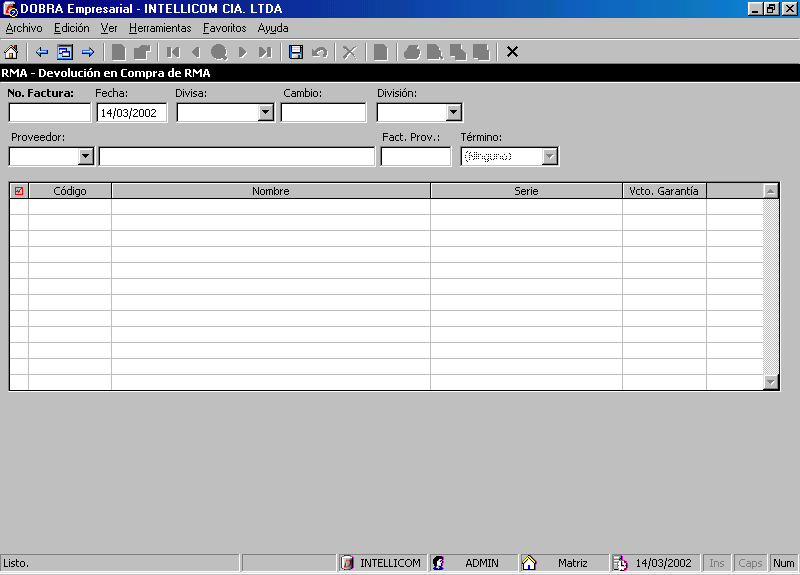 DOBRA Empresarial - INTELLICOM CIA. LTDA
Archivo Edición Ver Herramientas Favoritos Ayuda
RMA - Devolución en Compra de RMA
No. Factura: Fecha: Divisa: Cambio: División:
14/03/2002
Proveedor: Fact. Prov.: Término:
(Ninguno)
Código Nombre Serie Vcto. Garantía
Listo. INTELLICOM ADMIN Matriz 14/03/2002 Ins Caps Num